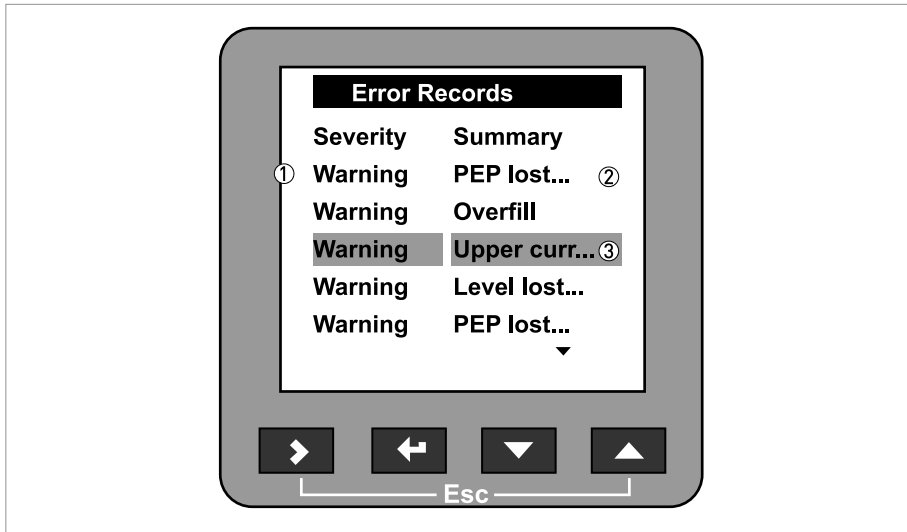 Error Records
Severity Summary
① Warning PEP lost... ②
Warning Overfill
Warning Upper curr... ③
Warning Level lost...
Warning PEP lost...
Esc